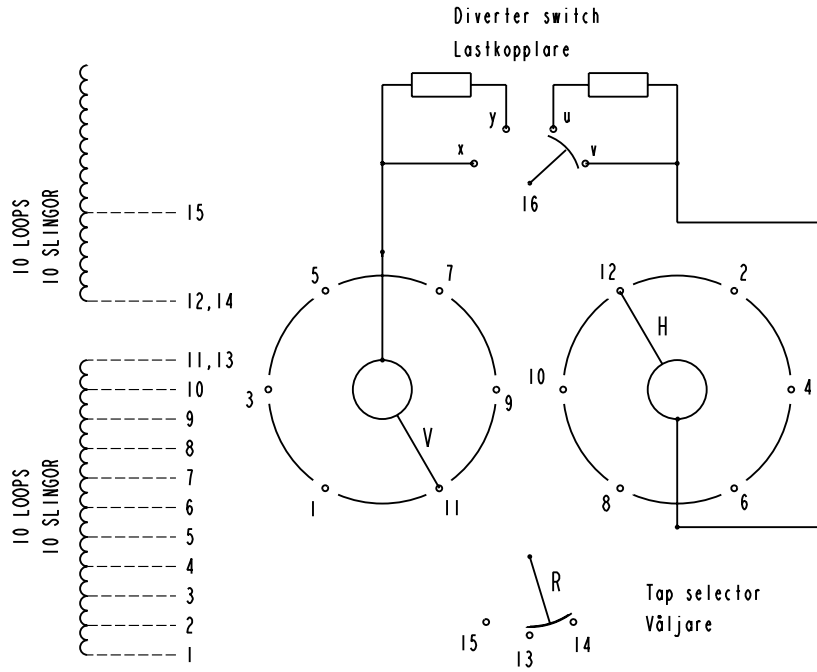 Diverter switch
Lastkopplare
y
u
x
v
16
10 LOOPS
10 SLINGOR
15
12,14
5
7
12
2
H
11,13
10
9
8
7
6
5
4
3
2
1
10 LOOPS
10 SLINGOR
3
9
10
4
V
1
11
8
6
R
15
13
14
Tap selector
Väljare